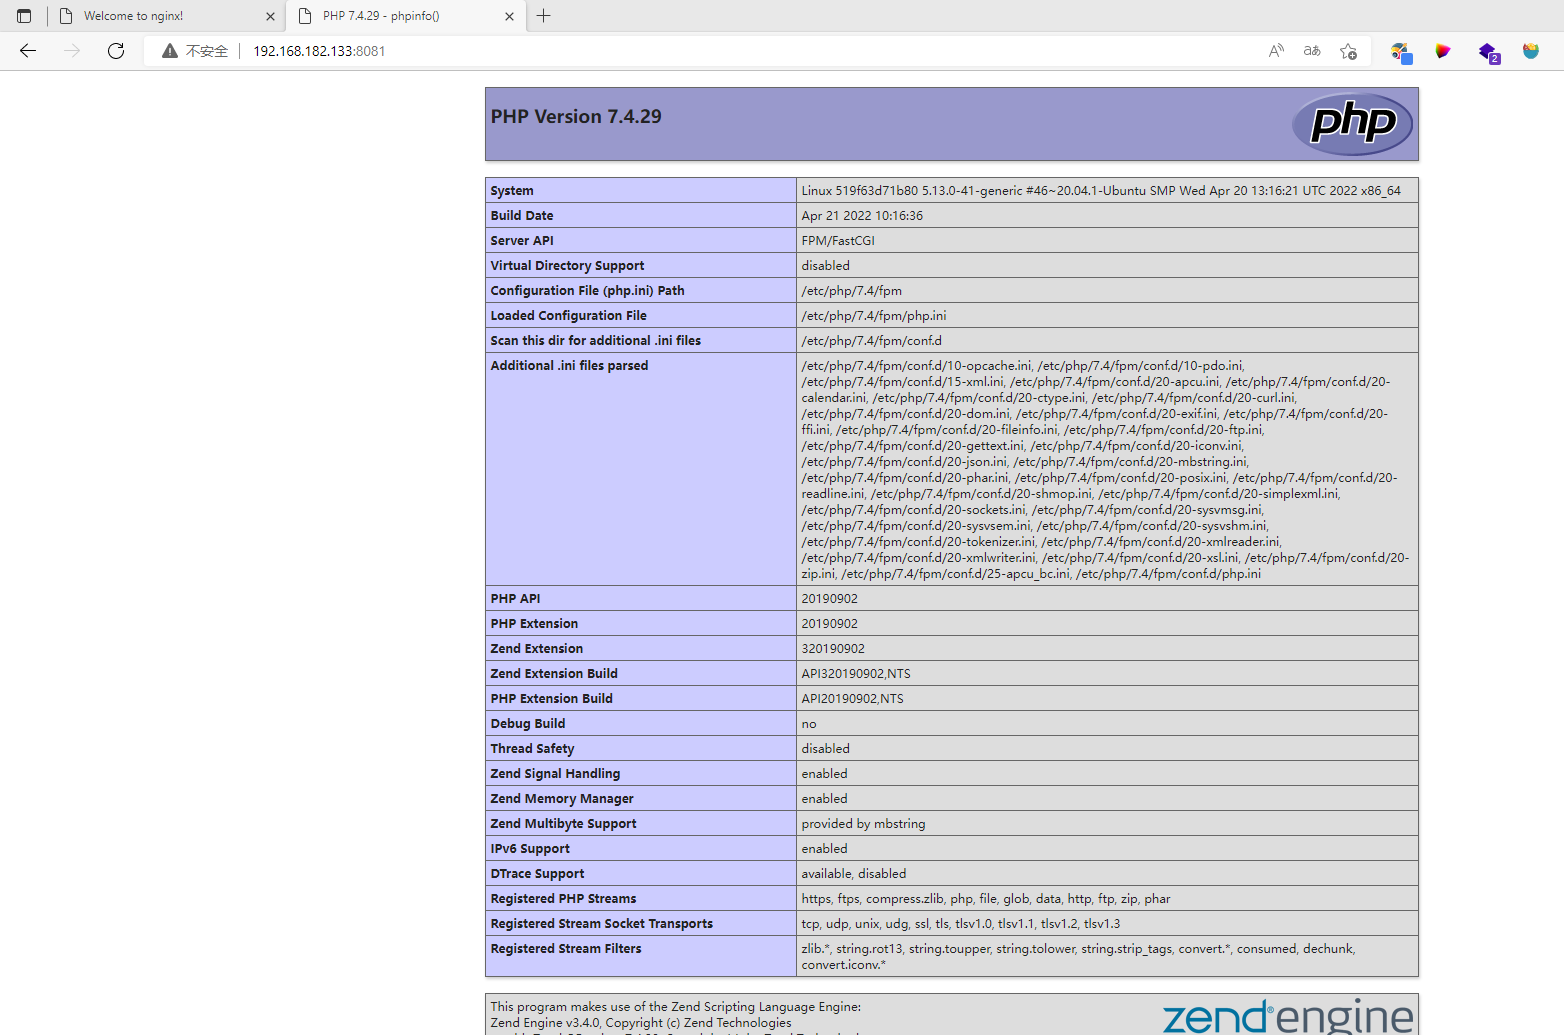 Welcome to nginx!
PHP 7.4.29 - phpinfo()
不安全
192.168.182.133:8081
A
aあ
2
PHP Version 7.4.29
php
System
Linux 519f63d71b80 5.13.0-41-generic #46~20.04.1-Ubuntu SMP Wed Apr 20 13:16:21 UTC 2022 x86_64
Build Date
Apr 21 2022 10:16:36
Server API
FPM/FastCGI
Virtual Directory Support
disabled
Configuration File (php.ini) Path
/etc/php/7.4/fpm
Loaded Configuration File
/etc/php/7.4/fpm/php.ini
Scan this dir for additional .ini files
/etc/php/7.4/fpm/conf.d
Additional .ini files parsed
/etc/php/7.4/fpm/conf.d/10-opcache.ini, /etc/php/7.4/fpm/conf.d/10-pdo.ini,
/etc/php/7.4/fpm/conf.d/15-xml.ini, /etc/php/7.4/fpm/conf.d/20-apcu.ini, /etc/php/7.4/fpm/conf.d/20-
calendar.ini, /etc/php/7.4/fpm/conf.d/20-ctype.ini, /etc/php/7.4/fpm/conf.d/20-curl.ini,
/etc/php/7.4/fpm/conf.d/20-dom.ini, /etc/php/7.4/fpm/conf.d/20-exif.ini, /etc/php/7.4/fpm/conf.d/20-
ffi.ini, /etc/php/7.4/fpm/conf.d/20-fileinfo.ini, /etc/php/7.4/fpm/conf.d/20-ftp.ini,
/etc/php/7.4/fpm/conf.d/20-gettext.ini, /etc/php/7.4/fpm/conf.d/20-iconv.ini,
/etc/php/7.4/fpm/conf.d/20-json.ini, /etc/php/7.4/fpm/conf.d/20-mbstring.ini,
/etc/php/7.4/fpm/conf.d/20-phar.ini, /etc/php/7.4/fpm/conf.d/20-posix.ini, /etc/php/7.4/fpm/conf.d/20-
readline.ini, /etc/php/7.4/fpm/conf.d/20-shmop.ini, /etc/php/7.4/fpm/conf.d/20-simplexml.ini,
/etc/php/7.4/fpm/conf.d/20-sockets.ini, /etc/php/7.4/fpm/conf.d/20-sysvmsg.ini,
/etc/php/7.4/fpm/conf.d/20-sysvsem.ini, /etc/php/7.4/fpm/conf.d/20-sysvshm.ini,
/etc/php/7.4/fpm/conf.d/20-tokenizer.ini, /etc/php/7.4/fpm/conf.d/20-xmlreader.ini,
/etc/php/7.4/fpm/conf.d/20-xmlwriter.ini, /etc/php/7.4/fpm/conf.d/20-xsl.ini, /etc/php/7.4/fpm/conf.d/20-
zip.ini, /etc/php/7.4/fpm/conf.d/25-apcu_bc.ini, /etc/php/7.4/fpm/conf.d/php.ini
PHP API
20190902
PHP Extension
20190902
Zend Extension
320190902
Zend Extension Build
API320190902,NTS
PHP Extension Build
API20190902,NTS
Debug Build
no
Thread Safety
disabled
Zend Signal Handling
enabled
Zend Memory Manager
enabled
Zend Multibyte Support
provided by mbstring
IPv6 Support
enabled
DTrace Support
available, disabled
Registered PHP Streams
https, ftps, compress.zlib, php, file, glob, data, http, ftp, zip, phar
Registered Stream Socket Transports
tcp, udp, unix, udg, ssl, tls, tlsv1.0, tlsv1.1, tlsv1.2, tlsv1.3
Registered Stream Filters
zlib.*, string.rot13, string.toupper, string.tolower, string.strip_tags, convert.*, consumed, dechunk,
convert.iconv.*
This program makes use of the Zend Scripting Language Engine:
Zend Engine v3.4.0, Copyright (c) Zend Technologies
zend®engine